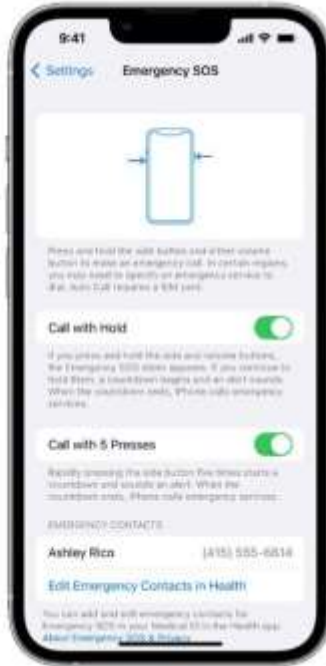 9:41
Settings
Emergency SOS
Press and hold the side button and either volume
button to make an emergency call. In certain regions,
you may need to specify an emergency service to
dial. Auto Call requires a SIM card.
Call with Hold
If you press and hold the side and volume buttons,
the Emergency SOS slider appears. If you continue to
hold them, a countdown begins and an alert sounds.
When the countdown ends, iPhone calls emergency
services.
Call with 5 Presses
Rapidly pressing the side button five times starts a
countdown and sounds an alert. When the
countdown ends, iPhone calls emergency services.
EMERGENCY CONTACTS
Ashley Rico
(415) 555-6814
Edit Emergency Contacts in Health
You can add and edit emergency contacts for
Emergency SOS in your Medical ID in the Health app.
About Emergency SOS & Privacy